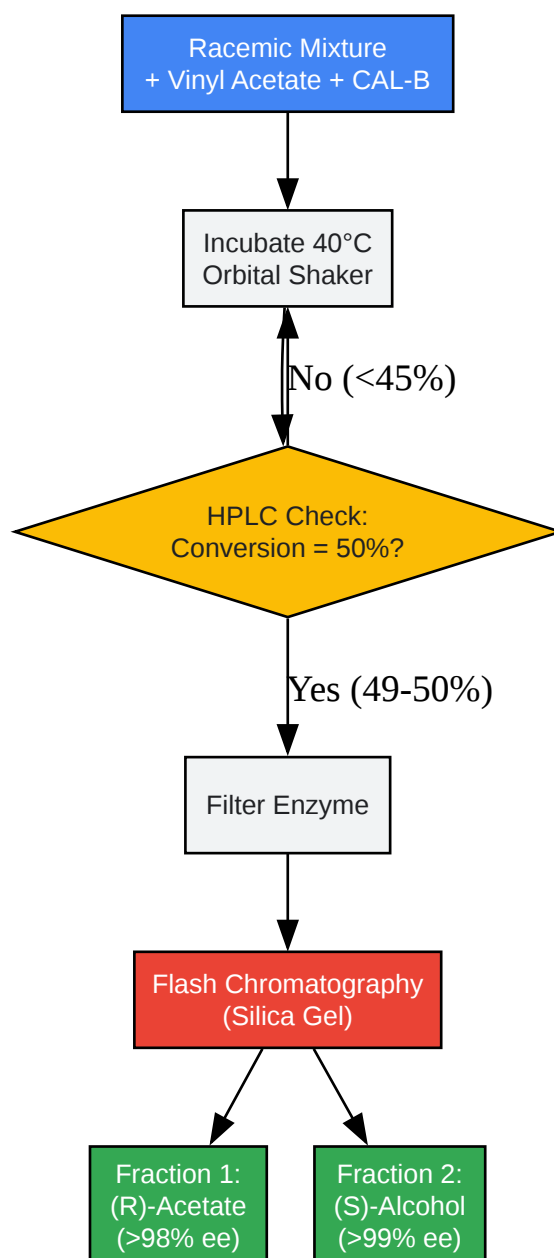 Racemic Mixture
+ Vinyl Acetate + CAL-B
Incubate 40°C
Orbital Shaker
No (<45%)
HPLC Check:
Conversion = 50%?
Yes (49-50%)
Filter Enzyme
Flash Chromatography
(Silica Gel)
Fraction 1:
(R)-Acetate
(>98% ee)
Fraction 2:
(S)-Alcohol
(>99% ee)